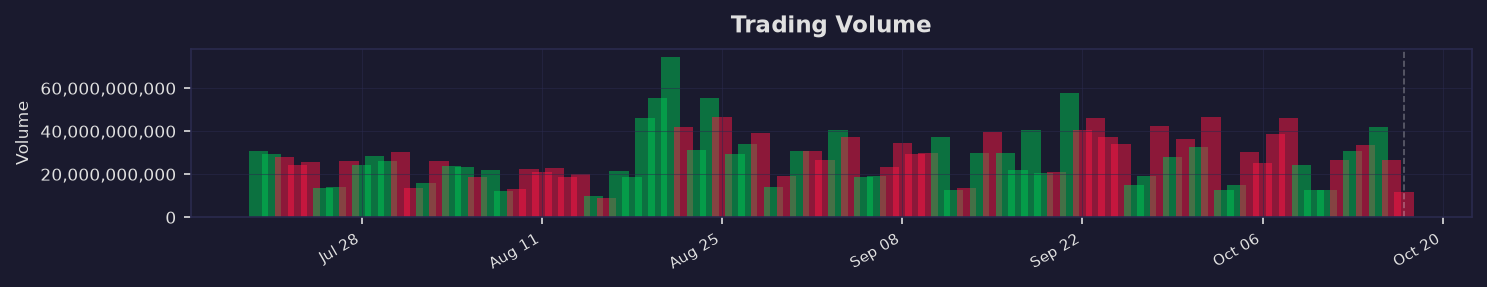 Trading Volume
Volume
60,000,000,000
40,000,000,000
20,000,000,000
0
Jul 28
Aug 11
Aug 25
Sep 08
Sep 22
Oct 06
Oct 20